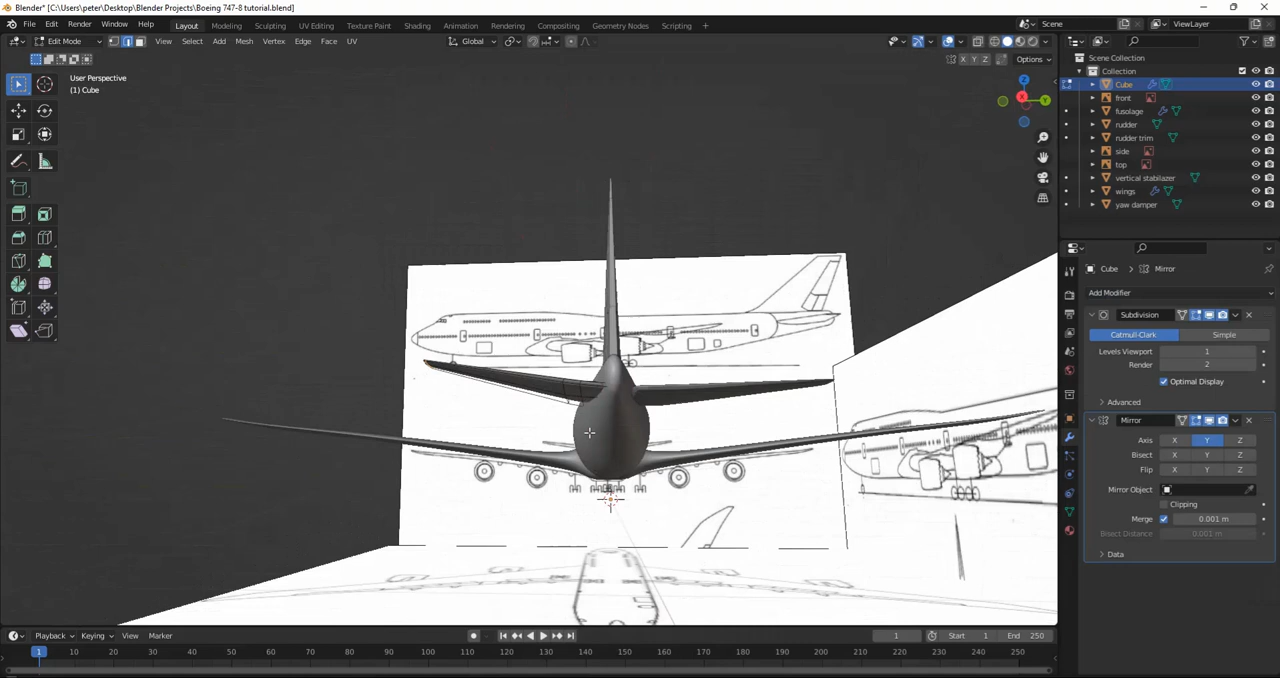 Blender* [C:\Users\peter\Desktop\Blender Projects\Boeing 747-8 tutorial.blend]
File Edit Render Window Help Layout Modeling Sculpting UV Editing Texture Paint Shading Animation Rendering Compositing Geometry Nodes Scripting + Scene ViewLayer
Edit Mode View Select Add Mesh Vertex Edge Face UV Global
X Y Z Options
User Perspective
(1) Cube
Z
X
Y
Scene Collection
Collection
Cube
front
fusolage
rudder
rudder trim
side
top
vertical stabilazer
wings
yaw damper
Cube > Mirror
Add Modifier
Subdivision
Catmull-Clark Simple
Levels Viewport 1
Render 2
Optimal Display
Advanced
Mirror
Axis X Y Z
Bisect X Y Z
Flip X Y Z
Mirror Object
Clipping
Merge 0.001 m
Bisect Distance 0.001 m
Data
Playback Keying View Marker 1 Start 1 End 250
1 10 20 30 40 50 60 70 80 90 100 110 120 130 140 150 160 170 180 190 200 210 220 230 240 250